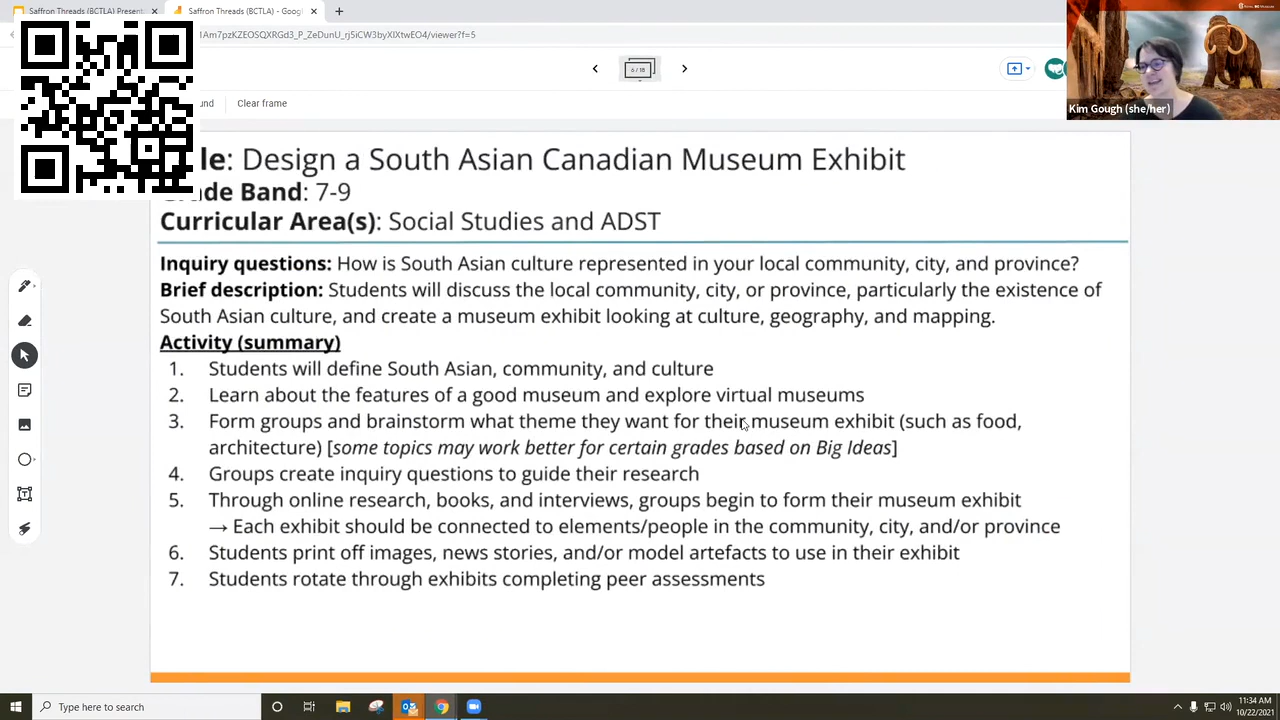 Saffron Threads (BCTLA) Present
Saffron Threads (BCTLA) - Goog
1Am7pzKZEOSQXRGd3_P_ZeDunU_rj5iCW3byXIXtwEO4/viewer?f=5
6 / 18
und
Clear frame
Kim Gough (she/her)
le: Design a South Asian Canadian Museum Exhibit
Grade Band: 7-9
Curricular Area(s): Social Studies and ADST
Inquiry questions: How is South Asian culture represented in your local community, city, and province?
Brief description: Students will discuss the local community, city, or province, particularly the existence of
South Asian culture, and create a museum exhibit looking at culture, geography, and mapping.
Activity (summary)
1. Students will define South Asian, community, and culture
2. Learn about the features of a good museum and explore virtual museums
3. Form groups and brainstorm what theme they want for their museum exhibit (such as food,
architecture) [some topics may work better for certain grades based on Big Ideas]
4. Groups create inquiry questions to guide their research
5. Through online research, books, and interviews, groups begin to form their museum exhibit
→ Each exhibit should be connected to elements/people in the community, city, and/or province
6. Students print off images, news stories, and/or model artefacts to use in their exhibit
7. Students rotate through exhibits completing peer assessments
Type here to search
11:34 AM
10/22/2021